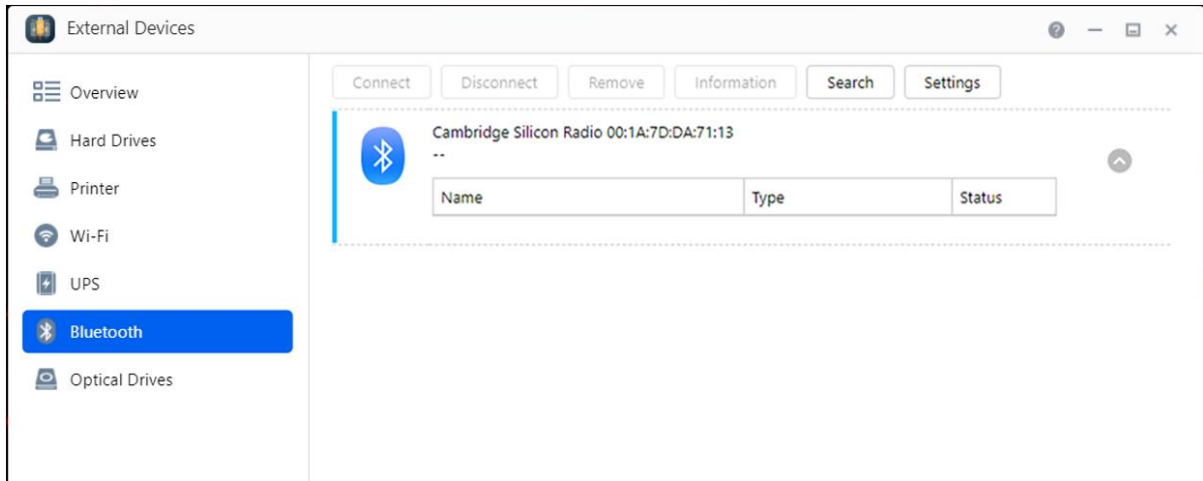 External Devices
Overview
Hard Drives
Printer
Wi-Fi
UPS
Bluetooth
Optical Drives
Connect Disconnect Remove Information Search Settings
Cambridge Silicon Radio 00:1A:7D:DA:71:13
--
Name Type Status